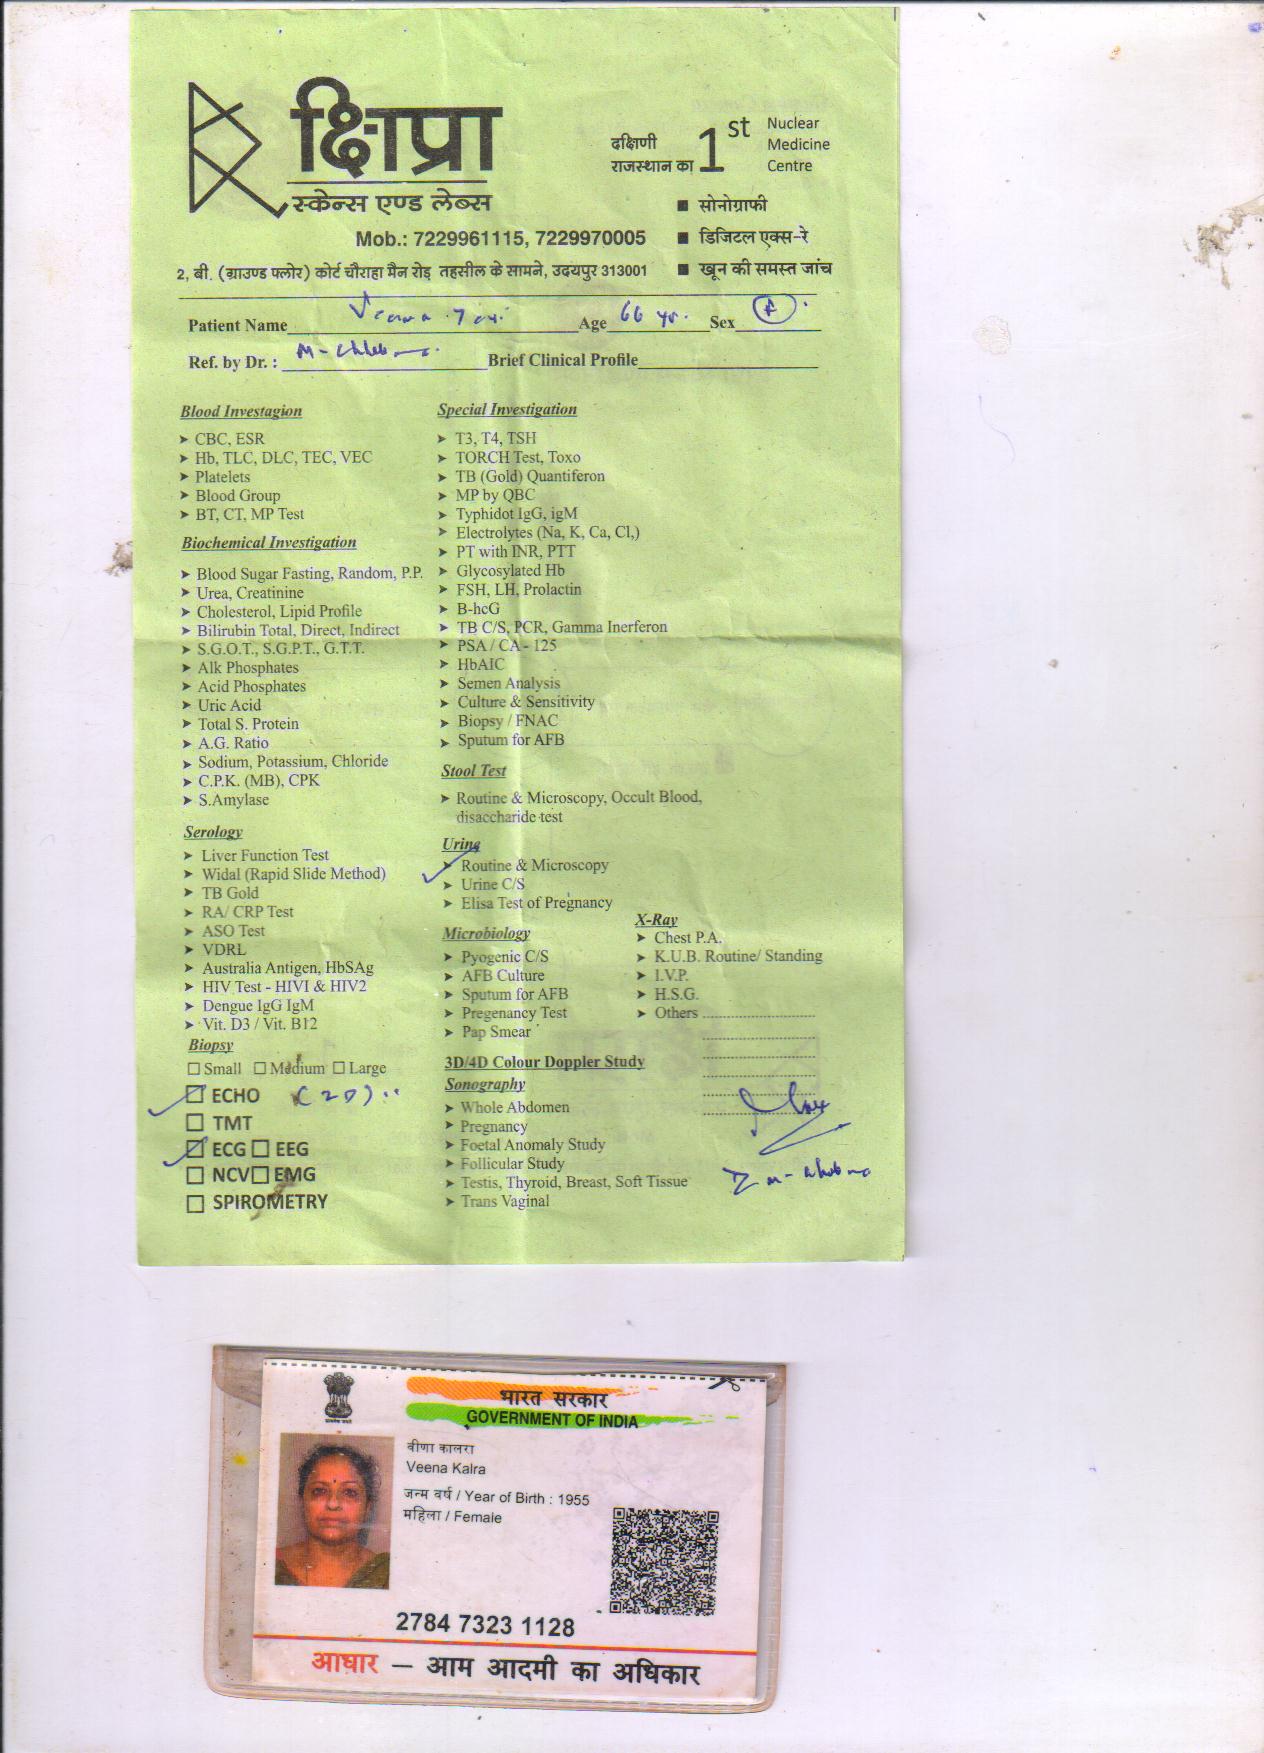 क्षिप्रा
स्केन्स एण्ड लेब्स
दक्षिणी राजस्थान का 1st Nuclear Medicine Centre
■ सोनोग्राफी
Mob.: 7229961115, 7229970005 ■ डिजिटल एक्स-रे
2, बी. (ग्राउण्ड फ्लोर) कोर्ट चौराहा मैन रोड़ तहसील के सामने, उदयपुर 313001 ■ खून की समस्त जांच
Patient Name Age 66 yr. Sex F
Ref. by Dr. : M- Brief Clinical Profile
Blood Investagion
➤ CBC, ESR
➤ Hb, TLC, DLC, TEC, VEC
➤ Platelets
➤ Blood Group
➤ BT, CT, MP Test
Biochemical Investigation
➤ Blood Sugar Fasting, Random, P.P.
➤ Urea, Creatinine
➤ Cholesterol, Lipid Profile
➤ Bilirubin Total, Direct, Indirect
➤ S.G.O.T., S.G.P.T., G.T.T.
➤ Alk Phosphates
➤ Acid Phosphates
➤ Uric Acid
➤ Total S. Protein
➤ A.G. Ratio
➤ Sodium, Potassium, Chloride
➤ C.P.K. (MB), CPK
➤ S.Amylase
Serology
➤ Liver Function Test
➤ Widal (Rapid Slide Method)
➤ TB Gold
➤ RA/ CRP Test
➤ ASO Test
➤ VDRL
➤ Australia Antigen, HbSAg
➤ HIV Test - HIVI & HIV2
➤ Dengue IgG IgM
➤ Vit. D3 / Vit. B12
Biopsy
☐ Small ☐ Medium ☐ Large
☑ ECHO (2D)
☐ TMT
☑ ECG ☐ EEG
☐ NCV ☐ EMG
☐ SPIROMETRY
Special Investigation
➤ T3, T4, TSH
➤ TORCH Test, Toxo
➤ TB (Gold) Quantiferon
➤ MP by QBC
➤ Typhidot IgG, igM
➤ Electrolytes (Na, K, Ca, Cl,)
➤ PT with INR, PTT
➤ Glycosylated Hb
➤ FSH, LH, Prolactin
➤ B-hcG
➤ TB C/S, PCR, Gamma Inerferon
➤ PSA / CA - 125
➤ HbAIC
➤ Semen Analysis
➤ Culture & Sensitivity
➤ Biopsy / FNAC
➤ Sputum for AFB
Stool Test
➤ Routine & Microscopy, Occult Blood,
disaccharide test
Urine
➤ Routine & Microscopy
➤ Urine C/S
➤ Elisa Test of Pregnancy
Microbiology
➤ Pyogenic C/S
➤ AFB Culture
➤ Sputum for AFB
➤ Pregenancy Test
➤ Pap Smear
X-Ray
➤ Chest P.A.
➤ K.U.B. Routine/ Standing
➤ I.V.P.
➤ H.S.G.
➤ Others
3D/4D Colour Doppler Study
Sonography
➤ Whole Abdomen
➤ Pregnancy
➤ Foetal Anomaly Study
➤ Follicular Study
➤ Testis, Thyroid, Breast, Soft Tissue
➤ Trans Vaginal
भारत सरकार
GOVERNMENT OF INDIA
वीणा कालरा
Veena Kalra
जन्म वर्ष / Year of Birth : 1955
महिला / Female
2784 7323 1128
आधार – आम आदमी का अधिकार